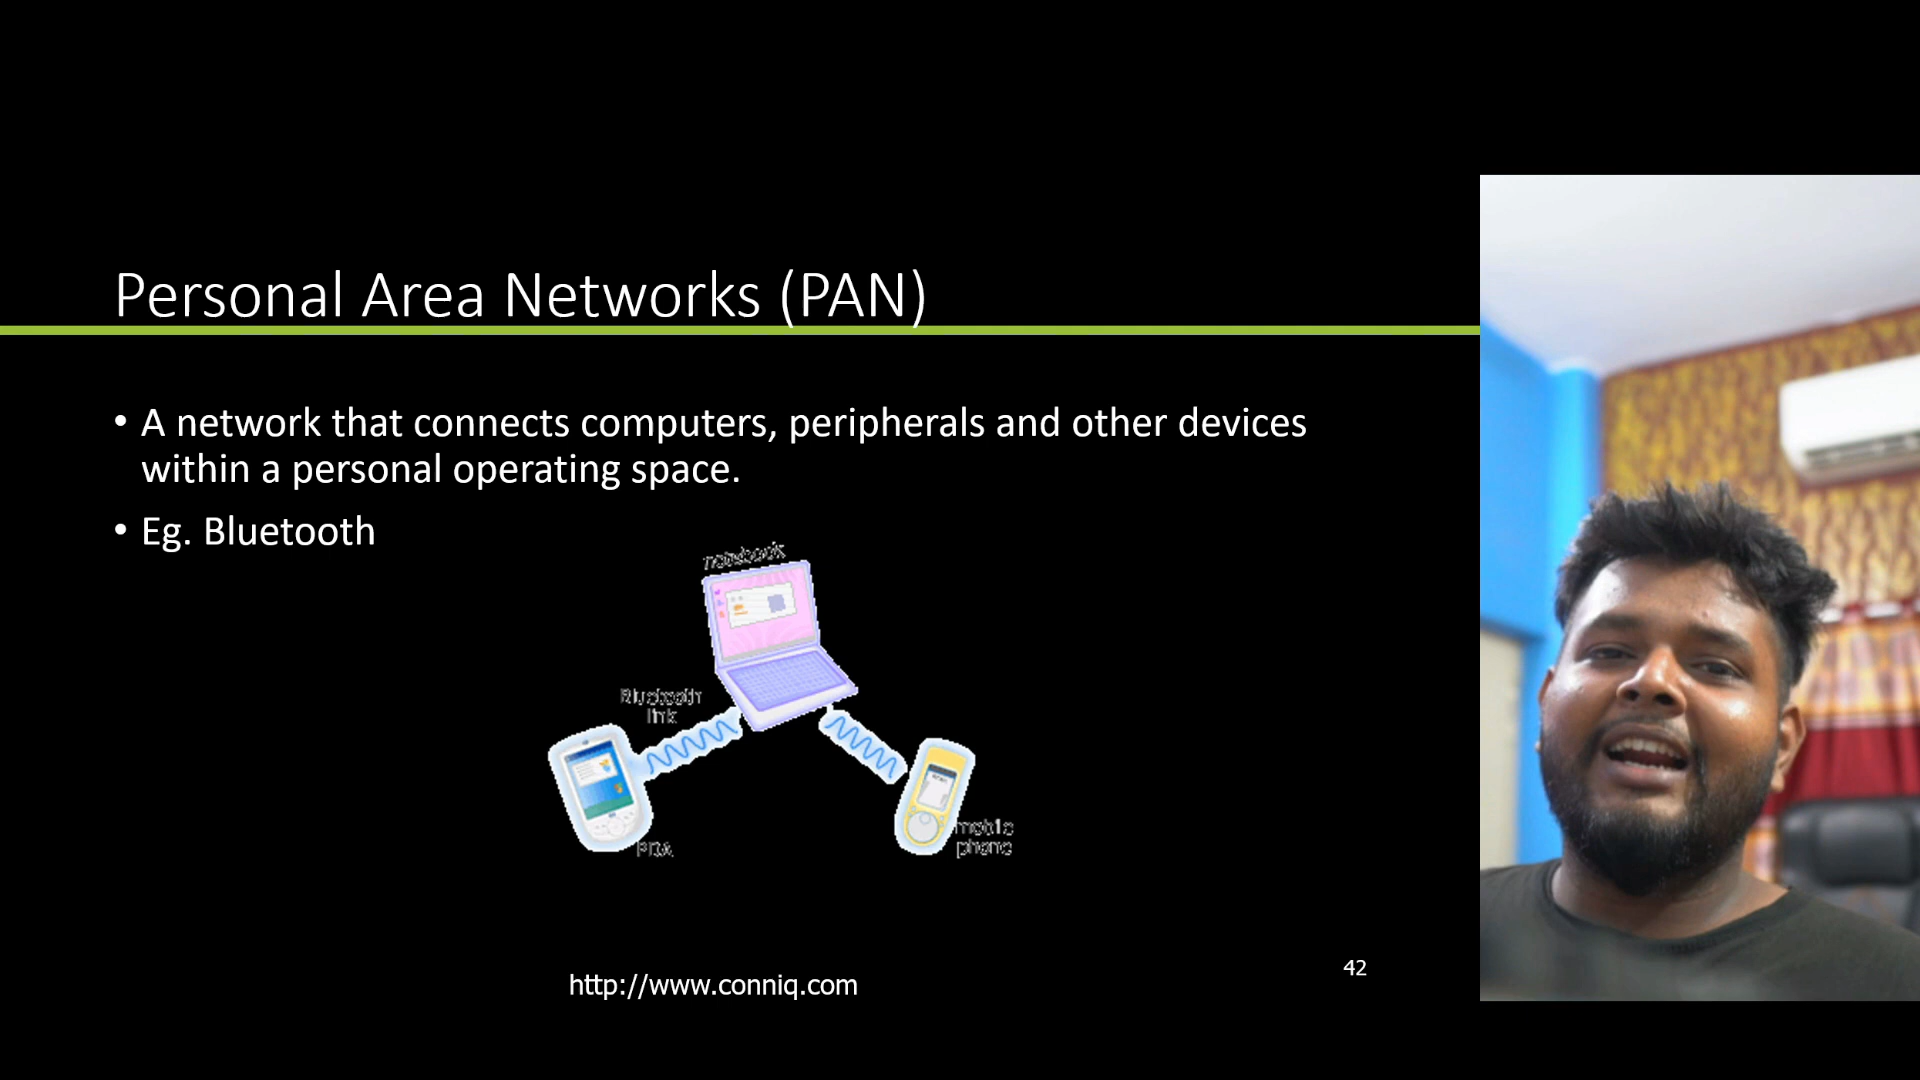 Personal Area Networks (PAN)
• A network that connects computers, peripherals and other devices
within a personal operating space.
• Eg. Bluetooth
notebook
Bluetooth
link
PDA
mobile
phone
42
http://www.conniq.com